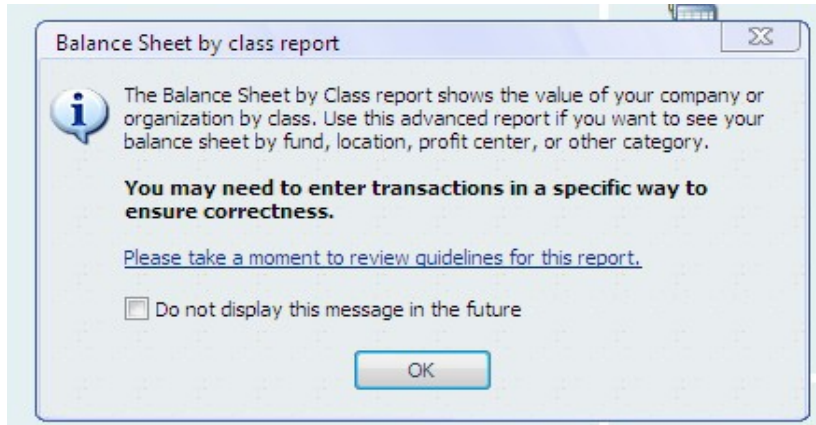 Balance Sheet by class report
The Balance Sheet by Class report shows the value of your company or
organization by class. Use this advanced report if you want to see your
balance sheet by fund, location, profit center, or other category.
You may need to enter transactions in a specific way to
ensure correctness.
Please take a moment to review guidelines for this report.
Do not display this message in the future
OK